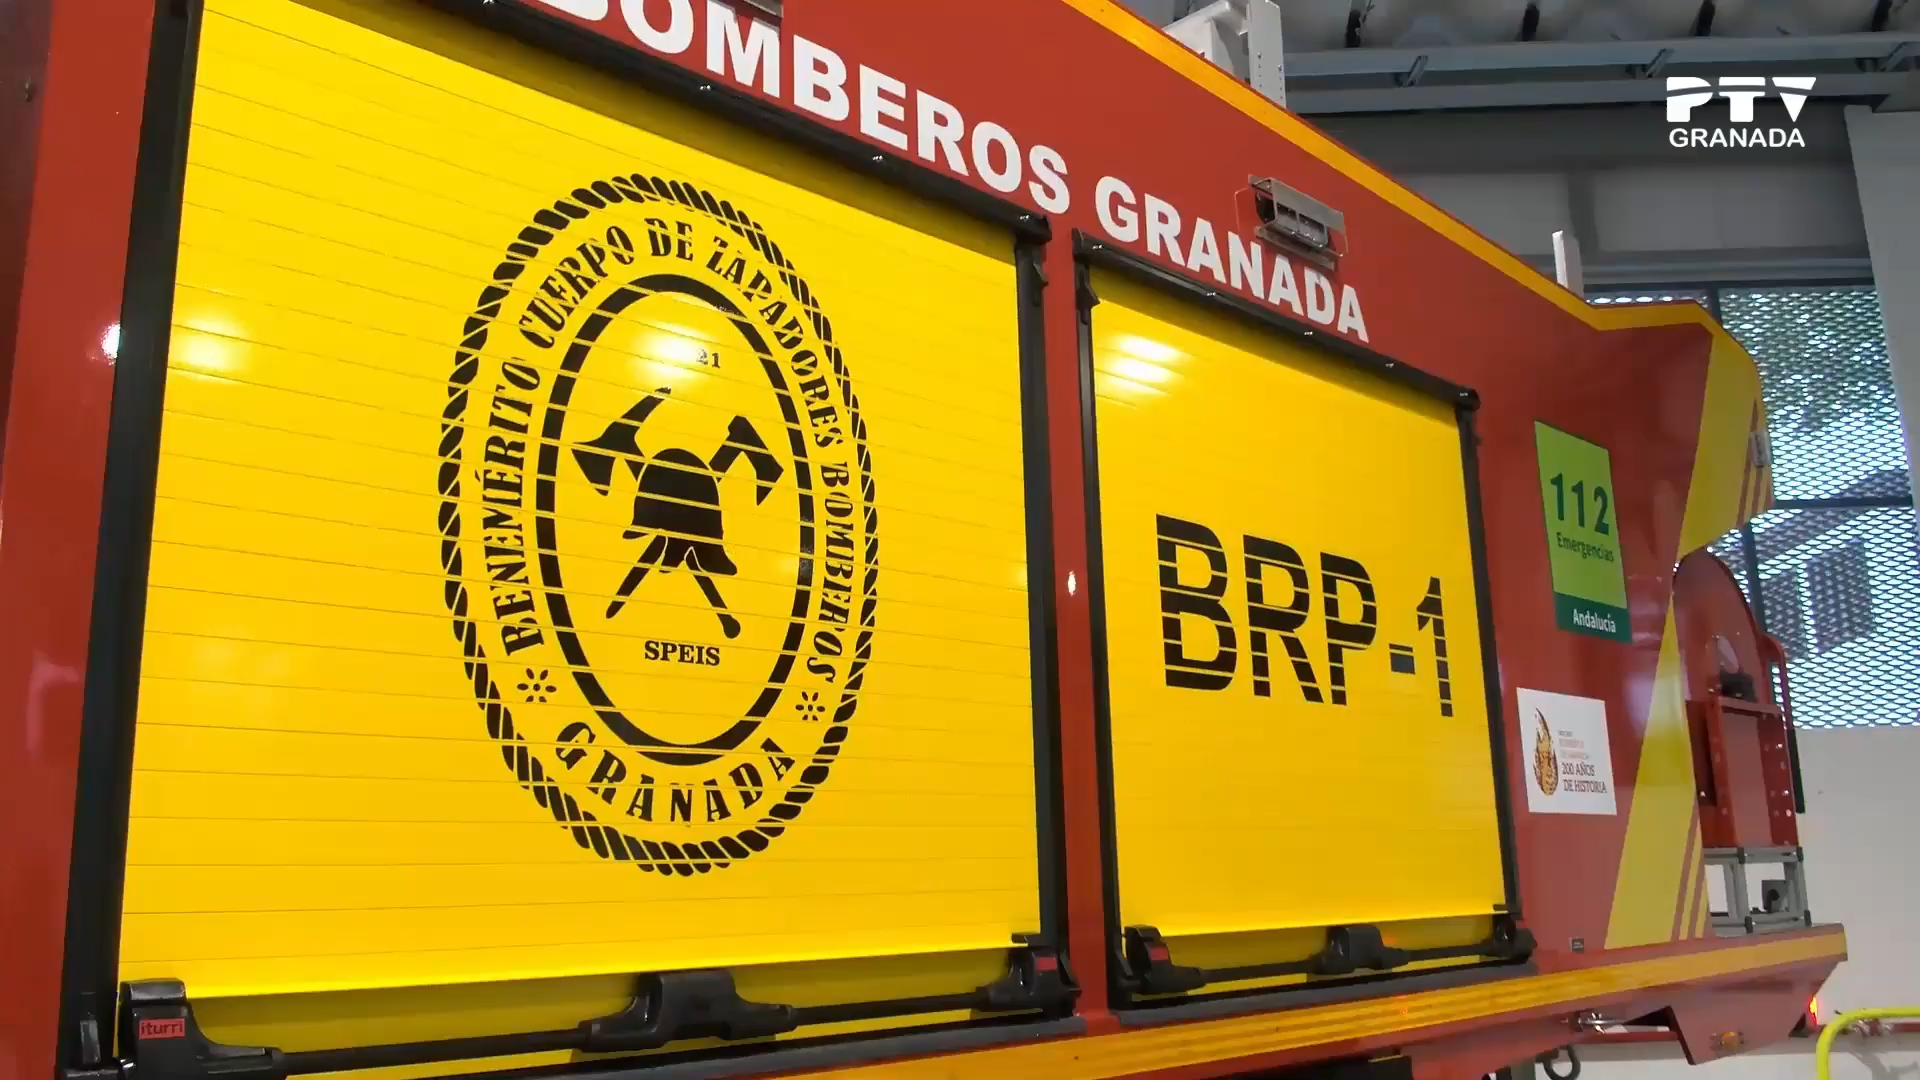 BOMBEROS GRANADA
PTV
GRANADA
BENEMÉRITO CUERPO DE ZAPADORES BOMBEROS
GRANADA
21
SPEIS
BRP-1
112
Emergencias
Andalucía
200 AÑOS
DE HISTORIA
iturri